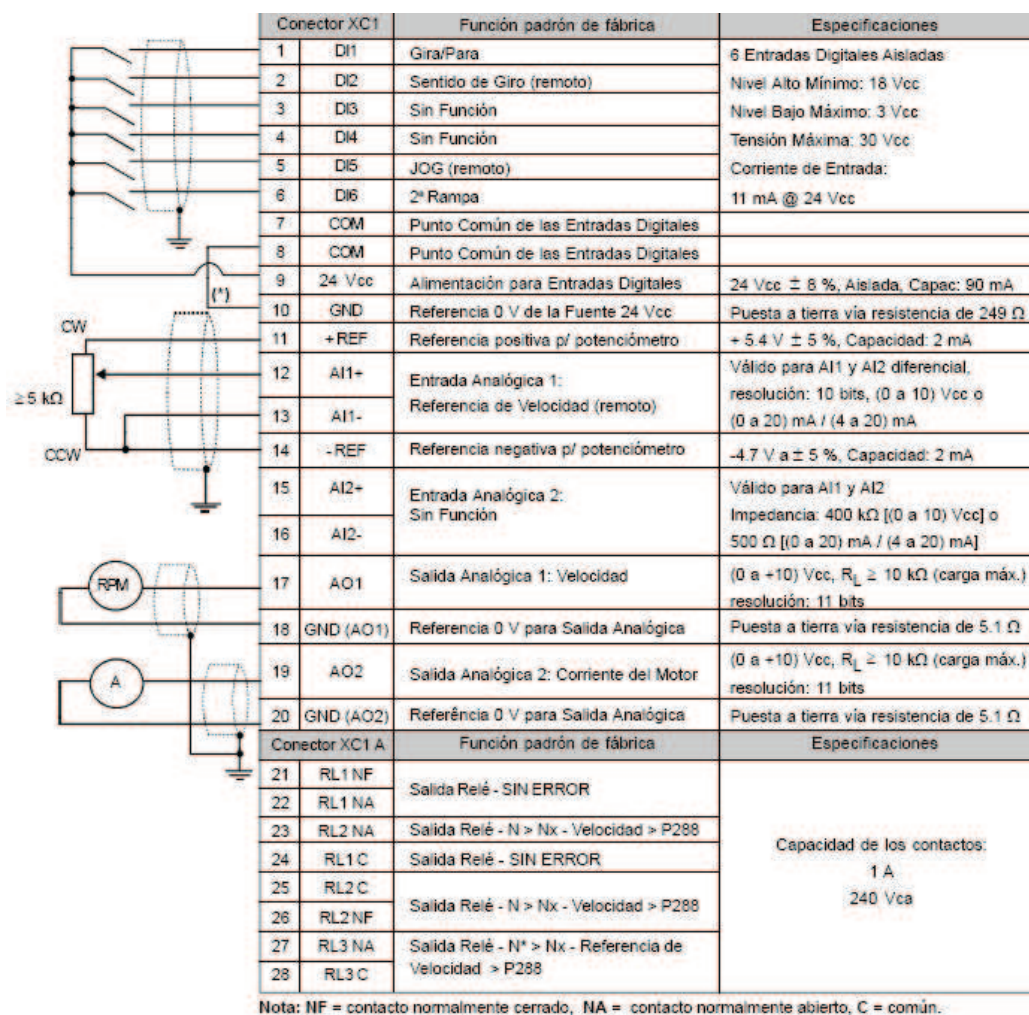 Conector XC1 Función padrón de fábrica Especificaciones
1 DI1 Gira/Para
2 DI2 Sentido de Giro (remoto)
3 DI3 Sin Función
4 DI4 Sin Función
5 DI5 JOG (remoto)
6 DI6 2ª Rampa
6 Entradas Digitales Aisladas
Nivel Alto Mínimo: 18 Vcc
Nivel Bajo Máximo: 3 Vcc
Tensión Máxima: 30 Vcc
Corriente de Entrada:
11 mA @ 24 Vcc
7 COM Punto Común de las Entradas Digitales
8 COM Punto Común de las Entradas Digitales
9 24 Vcc Alimentación para Entradas Digitales 24 Vcc ± 8 %, Aislada, Capac: 90 mA
(*)
10 GND Referencia 0 V de la Fuente 24 Vcc Puesta a tierra vía resistencia de 249 Ω
CW
11 +REF Referencia positiva p/ potenciómetro + 5.4 V ± 5 %, Capacidad: 2 mA
≥ 5 kΩ
12 AI1+
13 AI1-
Entrada Analógica 1:
Referencia de Velocidad (remoto)
Válido para AI1 y AI2 diferencial,
resolución: 10 bits, (0 a 10) Vcc o
(0 a 20) mA / (4 a 20) mA
CCW
14 -REF Referencia negativa p/ potenciómetro -4.7 V a ± 5 %, Capacidad: 2 mA
15 AI2+
16 AI2-
Entrada Analógica 2:
Sin Función
Válido para AI1 y AI2
Impedancia: 400 kΩ [(0 a 10) Vcc] o
500 Ω [(0 a 20) mA / (4 a 20) mA]
RPM
17 AO1 Salida Analógica 1: Velocidad (0 a +10) Vcc, RL ≥ 10 kΩ (carga máx.)
resolución: 11 bits
18 GND (AO1) Referencia 0 V para Salida Analógica Puesta a tierra vía resistencia de 5.1 Ω
A
19 AO2 Salida Analógica 2: Corriente del Motor (0 a +10) Vcc, RL ≥ 10 kΩ (carga máx.)
resolución: 11 bits
20 GND (AO2) Referência 0 V para Salida Analógica Puesta a tierra vía resistencia de 5.1 Ω
Conector XC1 A Función padrón de fábrica Especificaciones
21 RL1 NF
22 RL1 NA
Salida Relé - SIN ERROR
23 RL2 NA Salida Relé - N > Nx - Velocidad > P288
24 RL1 C Salida Relé - SIN ERROR
25 RL2 C
26 RL2 NF
Salida Relé - N > Nx - Velocidad > P288
27 RL3 NA
28 RL3 C
Salida Relé - N* > Nx - Referencia de
Velocidad > P288
Capacidad de los contactos:
1 A
240 Vca
Nota: NF = contacto normalmente cerrado, NA = contacto normalmente abierto, C = común.